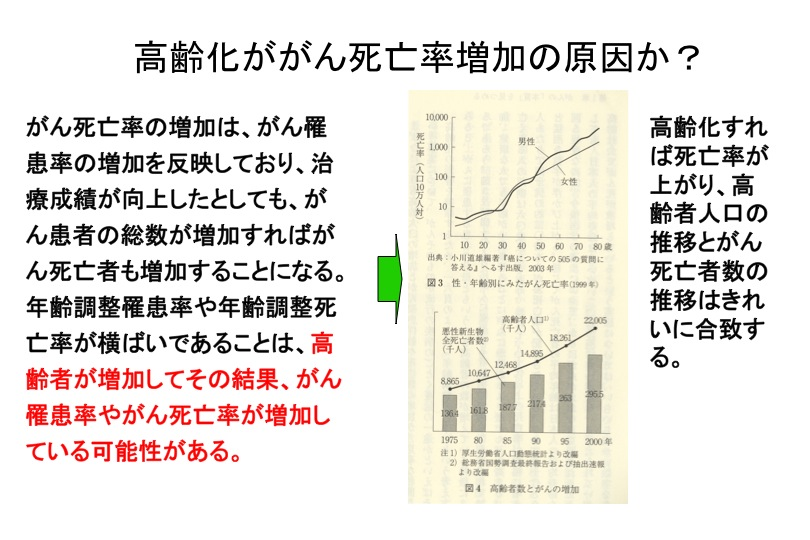 高齢化ががん死亡率増加の原因か？
がん死亡率の増加は、がん罹
患率の増加を反映しており、治
療成績が向上したとしても、が
ん患者の総数が増加すればが
ん死亡者も増加することになる。
年齢調整罹患率や年齢調整死
亡率が横ばいであることは、高
齢者が増加してその結果、がん
罹患率やがん死亡率が増加し
ている可能性がある。
死亡率（人口10万人対）
10,000
1,000
100
10
1
男性
女性
10 20 30 40 50 60 70 80 歳
出典：小川道雄編著『癌についての505の質問に
答える』へるす出版, 2003年
図3 性・年齢別にみたがん死亡率(1999年)
高齢者人口1)
（千人）
悪性新生物
全死亡者数2)
（千人）
8,865
10,647
12,468
14,895
18,261
22,005
136.4
161.8
187.7
217.4
263
295.5
1975 80 85 90 95 2000年
注1）厚生労働省人口動態統計より改編
2）総務省国勢調査最終報告および抽出速報
より改編
図4 高齢者数とがんの増加
高齢化すれ
ば死亡率が
上がり、高
齢者人口の
推移とがん
死亡者数の
推移はきれ
いに合致す
る。